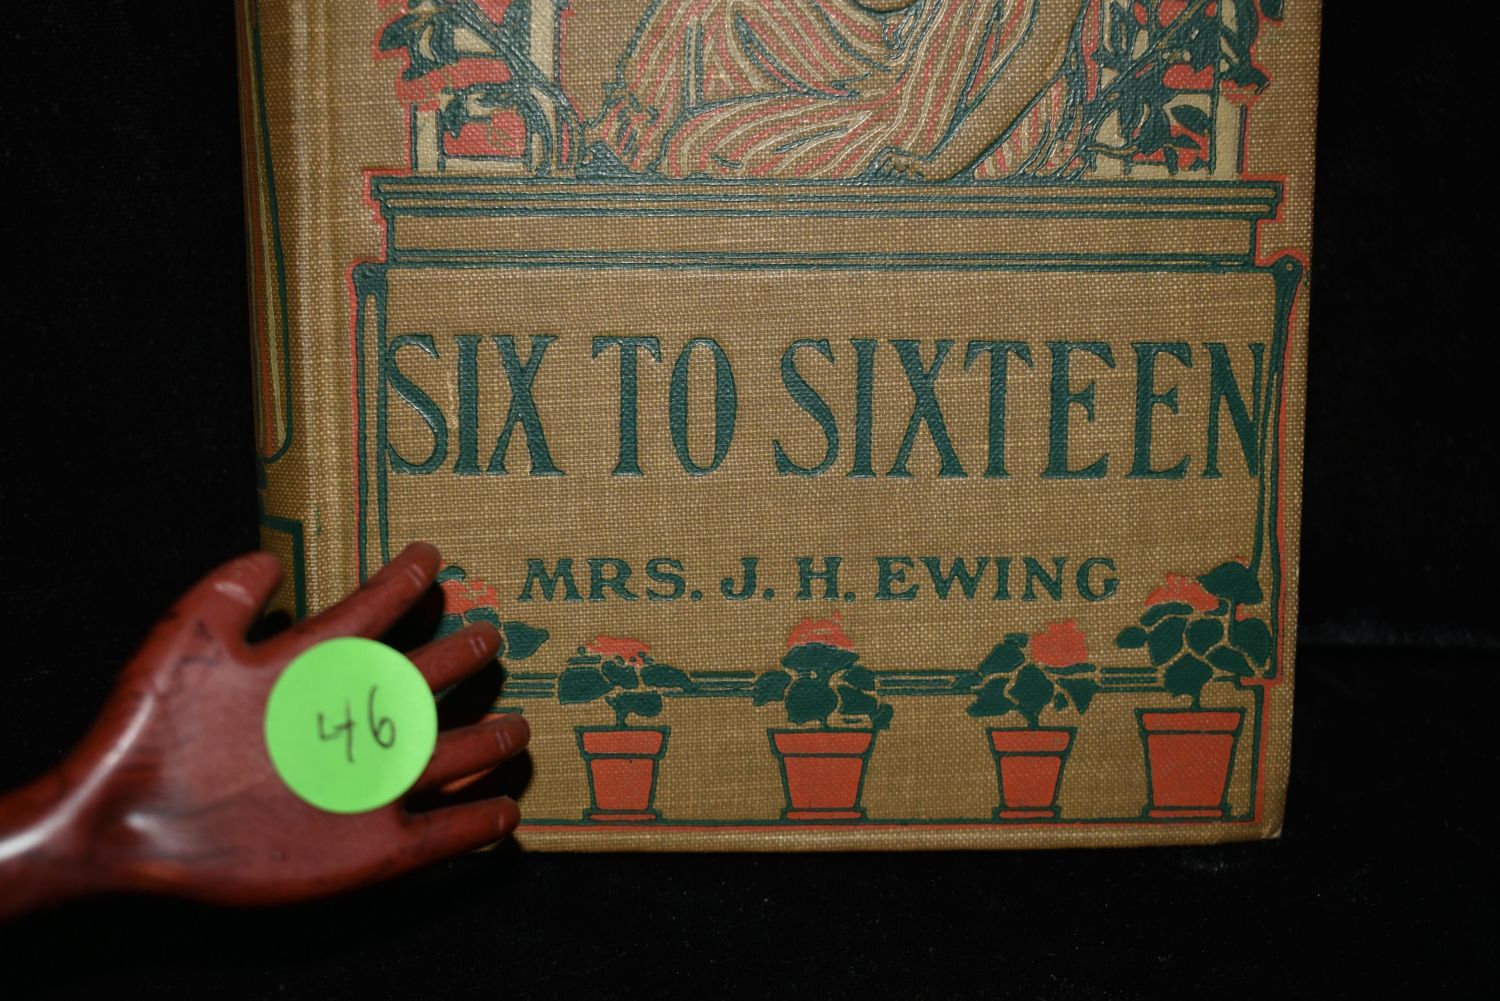 SIX TO SIXTEEN
MRS. J. H. EWING
46